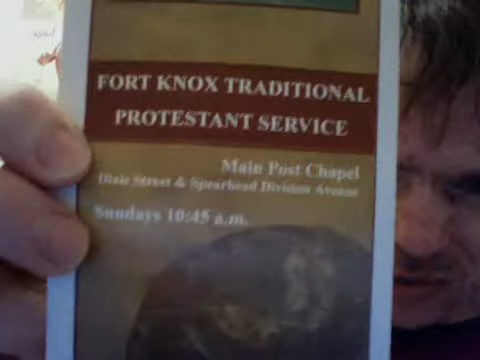 FORT KNOX TRADITIONAL
PROTESTANT SERVICE
Main Post Chapel
Dixie Street & Spearhead Division Avenue
Sundays 10:45 a.m.